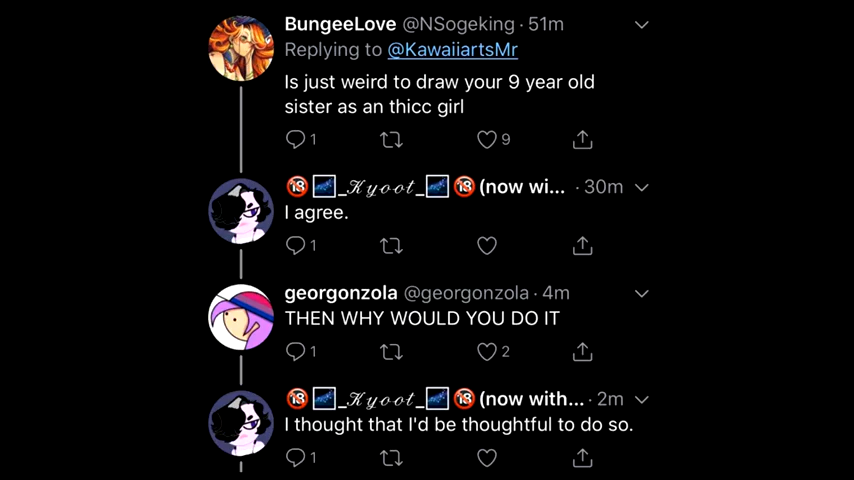 BungeeLove @NSogeking · 51m
Replying to @KawaiiartsMr
Is just weird to draw your 9 year old
sister as an thicc girl
1 9
🔞🌌_𝒦𝓎𝑜𝑜𝓉_🌌🔞 (now wi... · 30m
I agree.
1
georgonzola @georgonzola · 4m
THEN WHY WOULD YOU DO IT
1 2
🔞🌌_𝒦𝓎𝑜𝑜𝓉_🌌🔞 (now with... · 2m
I thought that I'd be thoughtful to do so.
1